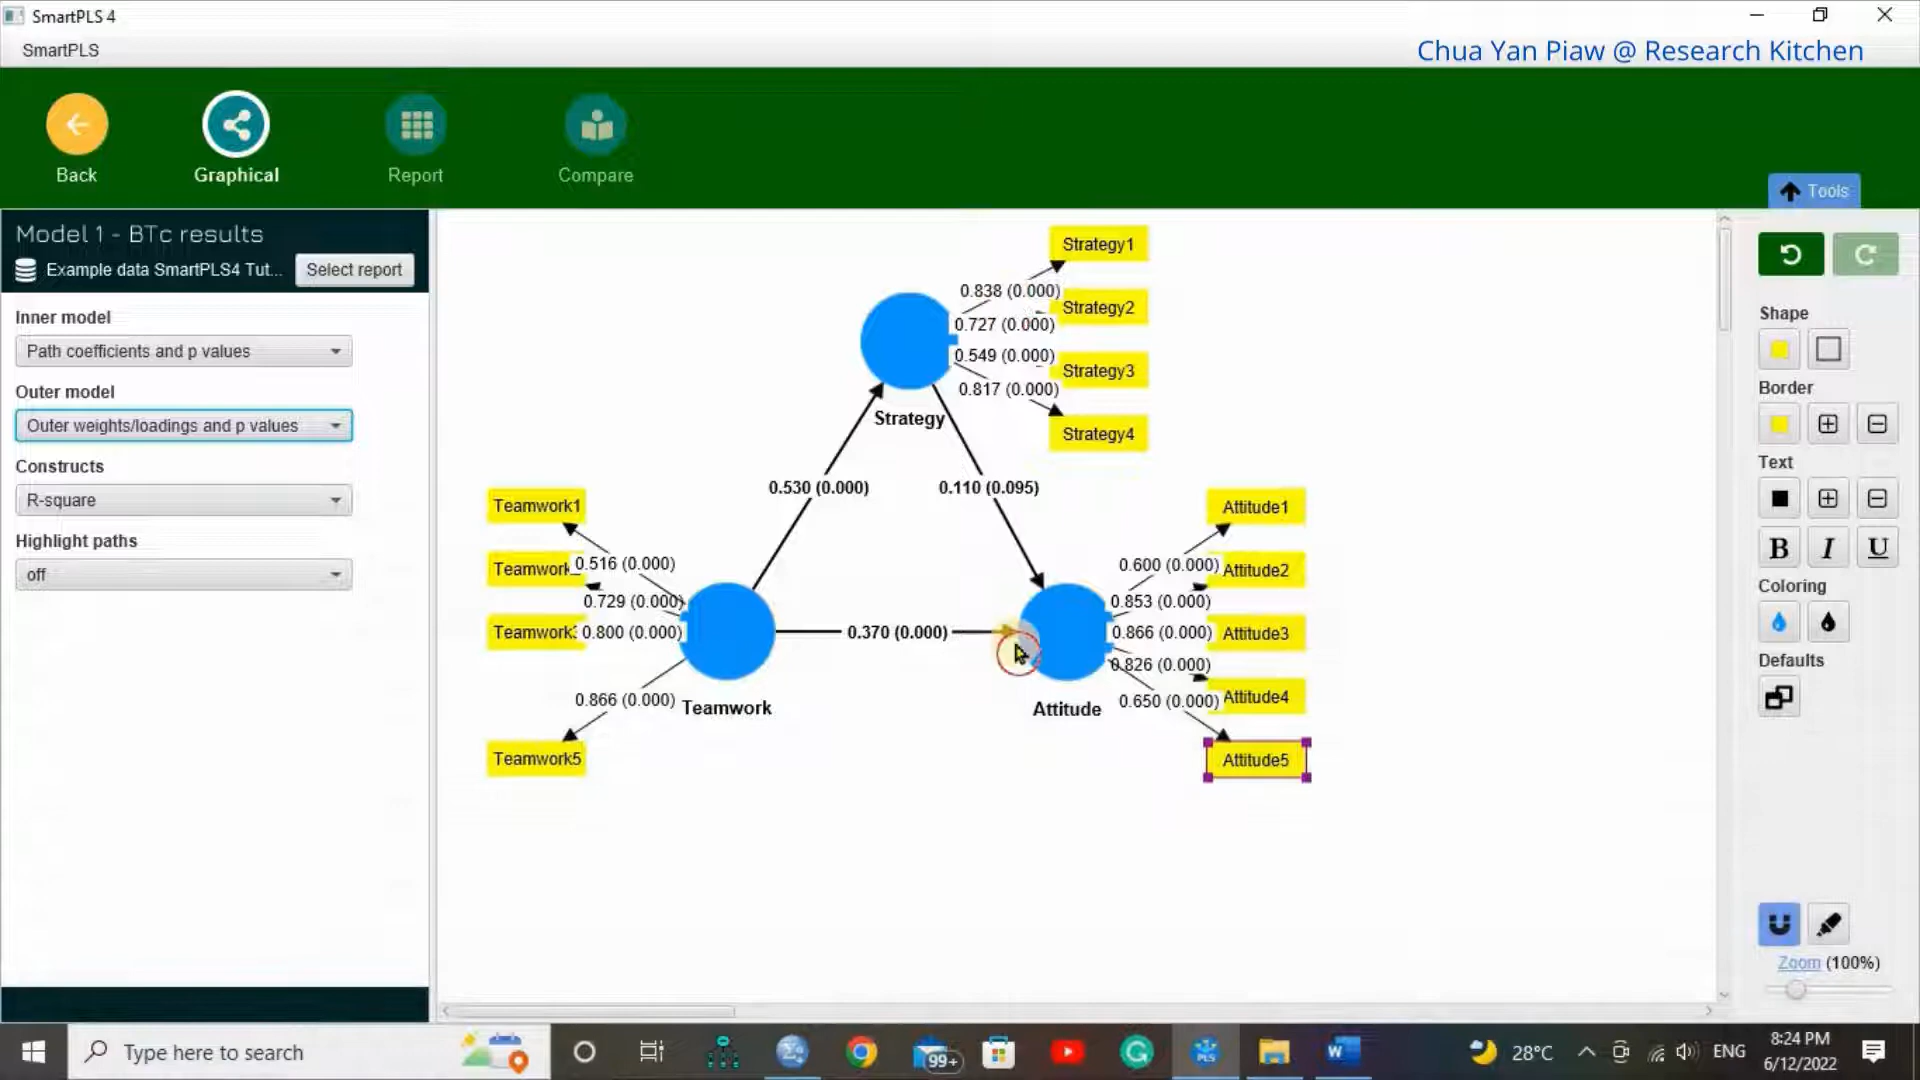 SmartPLS 4
SmartPLS
Chua Yan Piaw @ Research Kitchen
Back
Graphical
Report
Compare
Tools
Model 1 - BTc results
Example data SmartPLS4 Tut...
Select report
Inner model
Path coefficients and p values
Outer model
Outer weights/loadings and p values
Constructs
R-square
Highlight paths
off
Strategy1
0.838 (0.000)
Strategy2
0.727 (0.000)
0.549 (0.000)
Strategy3
0.817 (0.000)
Strategy
Strategy4
0.530 (0.000)
0.110 (0.095)
Teamwork1
0.516 (0.000)
0.729 (0.000)
0.800 (0.000)
0.866 (0.000)
Teamwork
Teamwork5
0.370 (0.000)
Attitude1
0.600 (0.000)
Attitude2
0.853 (0.000)
0.866 (0.000)
Attitude3
0.826 (0.000)
Attitude4
0.650 (0.000)
Attitude
Attitude5
Shape
Border
Text
B I U
Coloring
Defaults
Zoom (100%)
Type here to search
99+
PLS
28°C
ENG
8:24 PM
6/12/2022